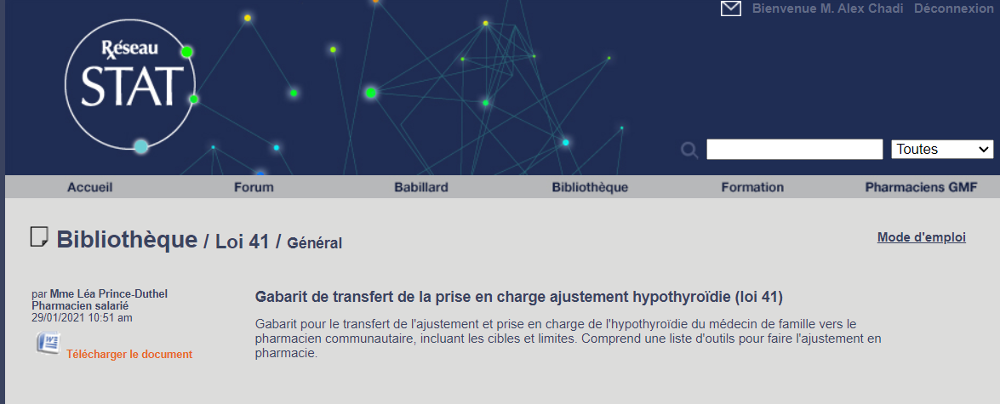 Bienvenue M. Alex Chadi Déconnexion
Réseau
STAT
Toutes
Accueil Forum Babillard Bibliothèque Formation Pharmaciens GMF
Bibliothèque / Loi 41 / Général
Mode d'emploi
par Mme Léa Prince-Duthel
Pharmacien salarié
29/01/2021 10:51 am
Télécharger le document
Gabarit de transfert de la prise en charge ajustement hypothyroïdie (loi 41)
Gabarit pour le transfert de l'ajustement et prise en charge de l'hypothyroïdie du médecin de famille vers le
pharmacien communautaire, incluant les cibles et limites. Comprend une liste d'outils pour faire l'ajustement en
pharmacie.